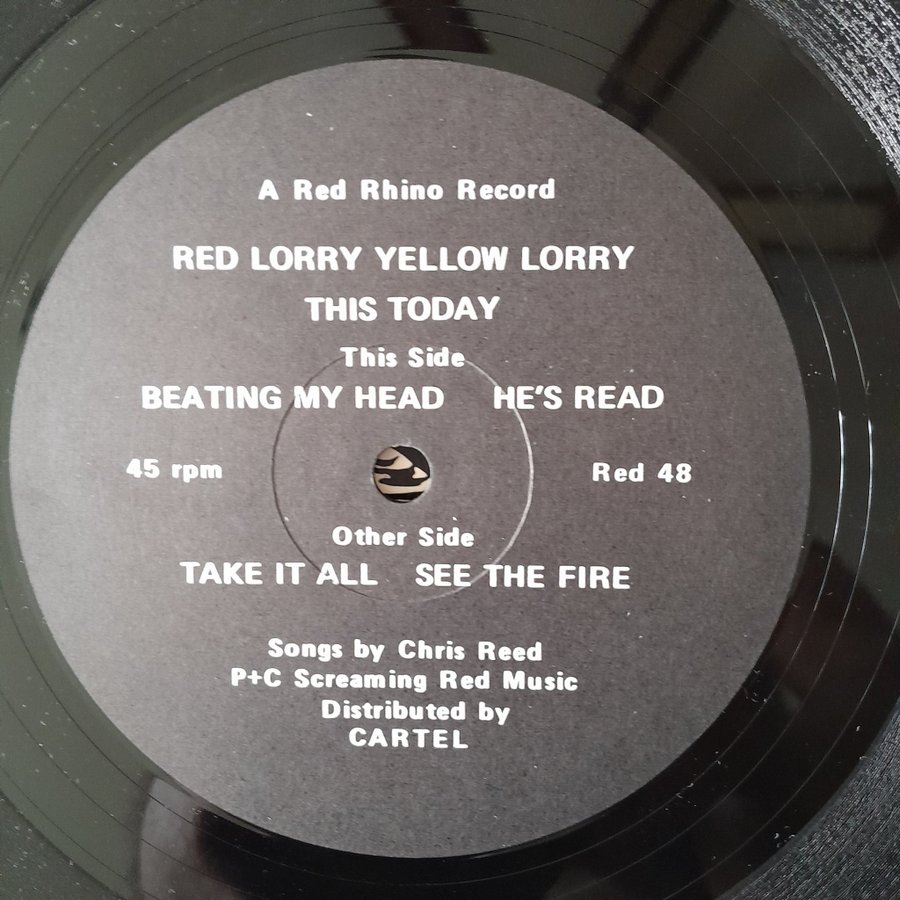 A Red Rhino Record
RED LORRY YELLOW LORRY
THIS TODAY
This Side
BEATING MY HEAD HE'S READ
45 rpm Red 48
Other Side
TAKE IT ALL SEE THE FIRE
Songs by Chris Reed
P+C Screaming Red Music
Distributed by
CARTEL